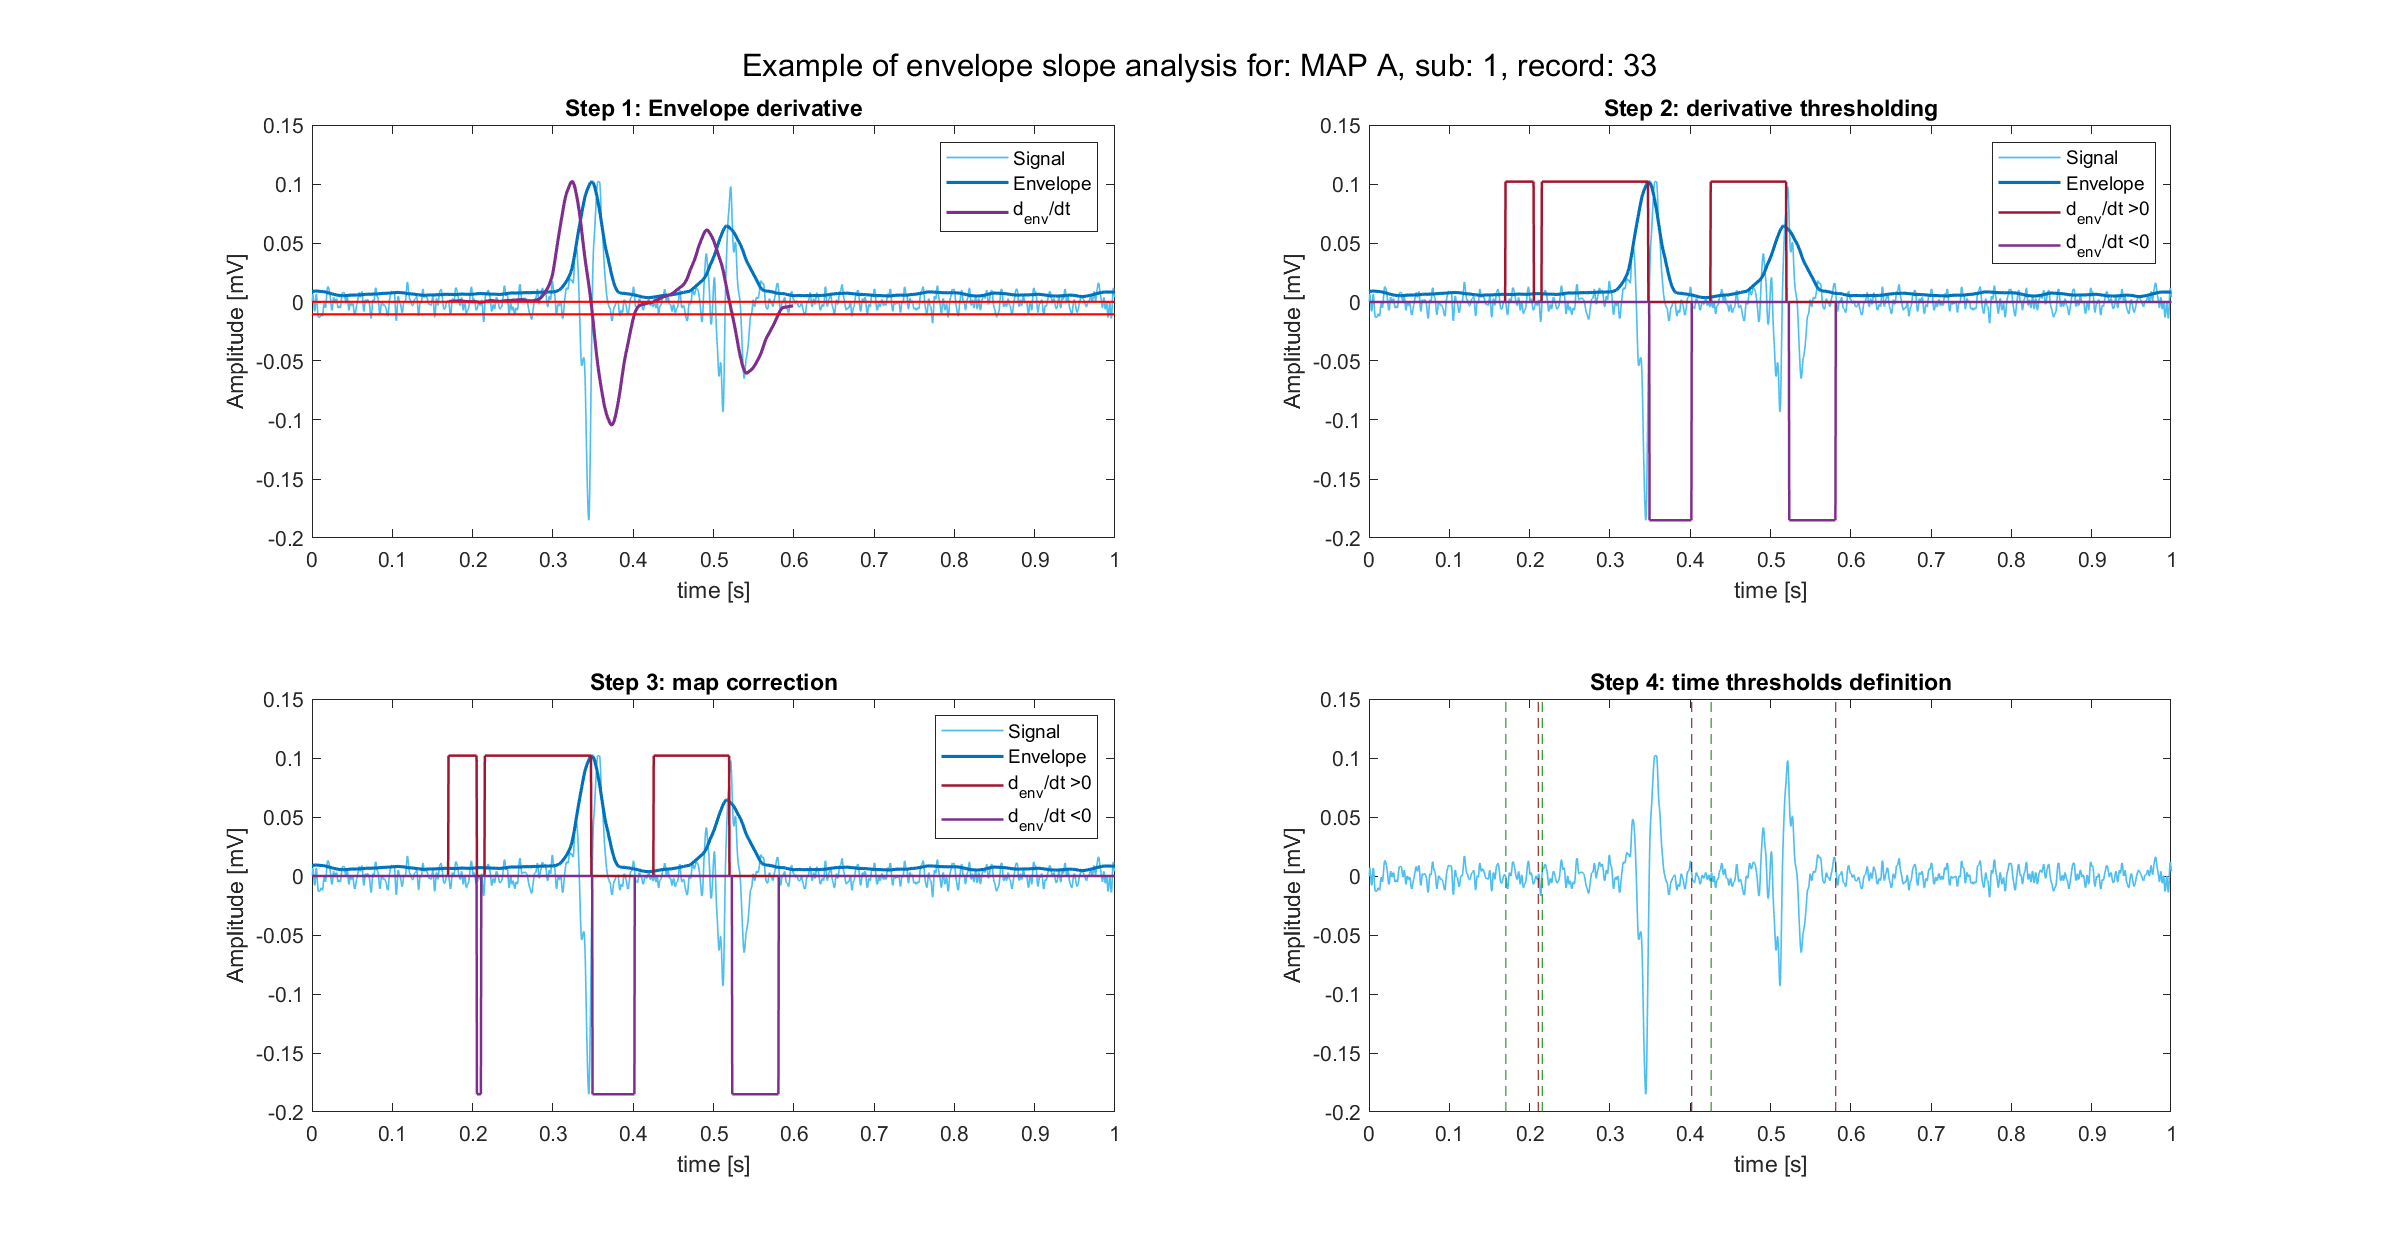 Example of envelope slope analysis for: MAP A, sub: 1, record: 33
Step 1: Envelope derivative
0.15
0.1
0.05
0
-0.05
-0.1
-0.15
-0.2
Amplitude [mV]
0 0.1 0.2 0.3 0.4 0.5 0.6 0.7 0.8 0.9 1
time [s]
Signal
Envelope
d_env/dt
Step 2: derivative thresholding
0.15
0.1
0.05
0
-0.05
-0.1
-0.15
-0.2
Amplitude [mV]
0 0.1 0.2 0.3 0.4 0.5 0.6 0.7 0.8 0.9 1
time [s]
Signal
Envelope
d_env/dt >0
d_env/dt <0
Step 3: map correction
0.15
0.1
0.05
0
-0.05
-0.1
-0.15
-0.2
Amplitude [mV]
0 0.1 0.2 0.3 0.4 0.5 0.6 0.7 0.8 0.9 1
time [s]
Signal
Envelope
d_env/dt >0
d_env/dt <0
Step 4: time thresholds definition
0.15
0.1
0.05
0
-0.05
-0.1
-0.15
-0.2
Amplitude [mV]
0 0.1 0.2 0.3 0.4 0.5 0.6 0.7 0.8 0.9 1
time [s]